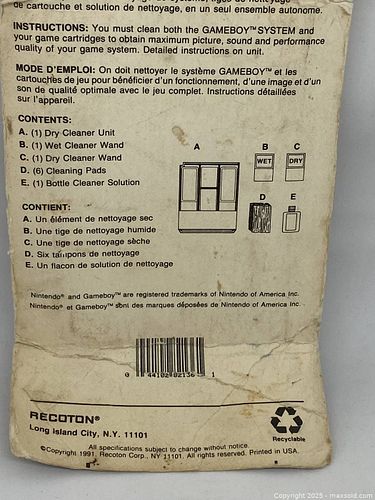 de cartouche et solution de nettoyage, en un seul ensemble autonome.
INSTRUCTIONS: You must clean both the GAMEBOY™ SYSTEM and
your game cartridges to obtain maximum picture, sound and performance
quality of your game system. Detailed instructions on unit.
MODE D'EMPLOI: On doit nettoyer le système GAMEBOY™ et les
cartouches de jeu pour bénéficier d'un fonctionnement, d'une image et d'un
son de qualité optimale avec le jeu complet. Instructions détaillées
sur l'appareil.
CONTENTS:
A. (1) Dry Cleaner Unit
B. (1) Wet Cleaner Wand
C. (1) Dry Cleaner Wand
D. (6) Cleaning Pads
E. (1) Bottle Cleaner Solution
A B C
WET DRY
D E
CONTIENT:
A. Un élément de nettoyage sec
B. Une tige de nettoyage humide
C. Une tige de nettoyage sèche
D. Six tampons de nettoyage
E. Un flacon de solution de nettoyage
Nintendo® and Gameboy™ are registered trademarks of Nintendo of America Inc.
Nintendo® et Gameboy™ sont des marques déposées de Nintendo of America Inc.
0 44102 02136 1
RECOTON®
Long Island City, N.Y. 11101
Recyclable
All specifications subject to change without notice.
©Copyright 1991, Recoton Corp., NY 11101. All rights reserved. Printed in USA.
Copyright 2025 - maxsold.com